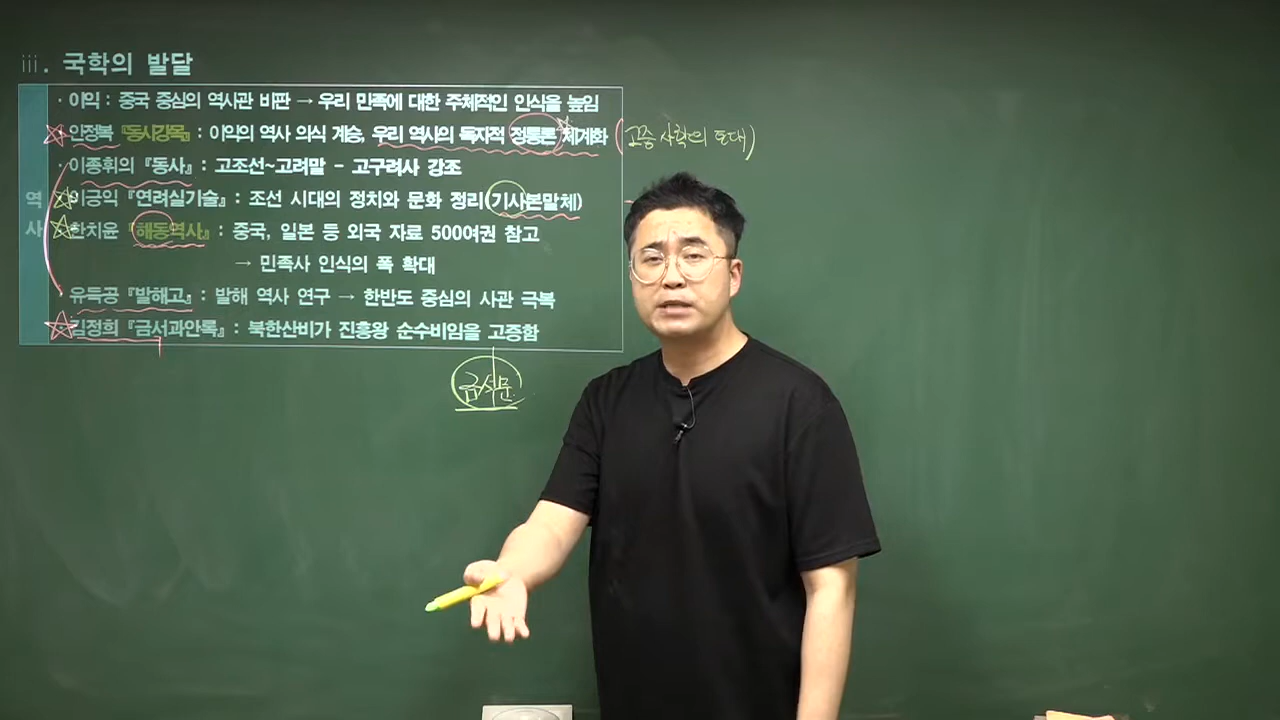 ⅲ. 국학의 발달
역사
· 이익 : 중국 중심의 역사관 비판 → 우리 민족에 대한 주체적인 인식을 높임
· 안정복 『동사강목』 : 이익의 역사 의식 계승, 우리 역사의 독자적 정통론 체계화 (고증사학의 토대)
· 이종휘의 『동사』 : 고조선~고려말 - 고구려사 강조
· 이긍익 『연려실기술』 : 조선 시대의 정치와 문화 정리(기사본말체)
· 한치윤 『해동역사』 : 중국, 일본 등 외국 자료 500여권 참고
→ 민족사 인식의 폭 확대
· 유득공 『발해고』 : 발해 역사 연구 → 한반도 중심의 사관 극복
· 김정희 『금서과안록』 : 북한산비가 진흥왕 순수비임을 고증함
금석문